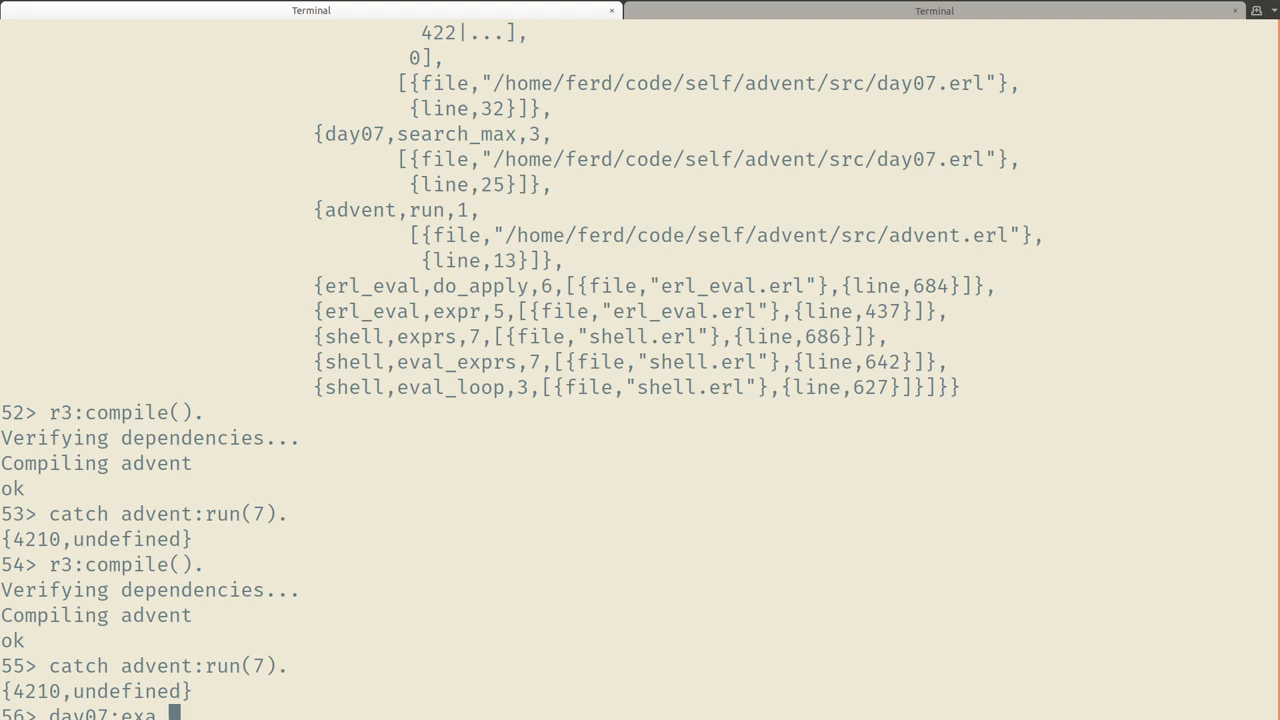 Terminal × Terminal ×
422|...],
0],
[{file,"/home/ferd/code/self/advent/src/day07.erl"},
{line,32}]},
{day07,search_max,3,
[{file,"/home/ferd/code/self/advent/src/day07.erl"},
{line,25}]},
{advent,run,1,
[{file,"/home/ferd/code/self/advent/src/advent.erl"},
{line,13}]},
{erl_eval,do_apply,6,[{file,"erl_eval.erl"},{line,684}]},
{erl_eval,expr,5,[{file,"erl_eval.erl"},{line,437}]},
{shell,exprs,7,[{file,"shell.erl"},{line,686}]},
{shell,eval_exprs,7,[{file,"shell.erl"},{line,642}]},
{shell,eval_loop,3,[{file,"shell.erl"},{line,627}]}]}}
52> r3:compile().
Verifying dependencies...
Compiling advent
ok
53> catch advent:run(7).
{4210,undefined}
54> r3:compile().
Verifying dependencies...
Compiling advent
ok
55> catch advent:run(7).
{4210,undefined}
56> day07:exa